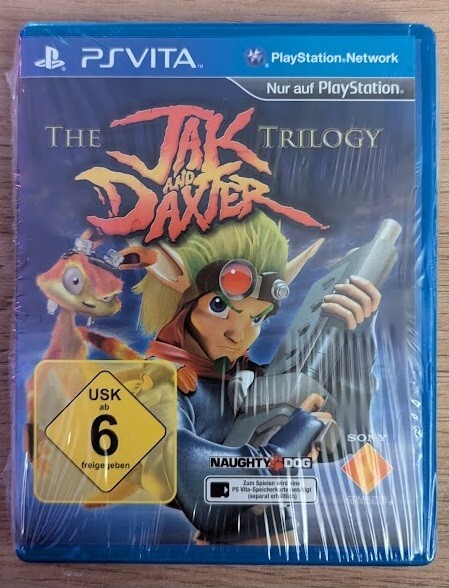 PSVITA
PlayStation®Network
Nur auf PlayStation®
THE JAK AND DAXTER TRILOGY
USK
ab
6
freigegeben
NAUGHTY DOG
Zum Spielen wird eine
PS Vita-Speicherkarte benötigt
(separat erhältlich)
SONY